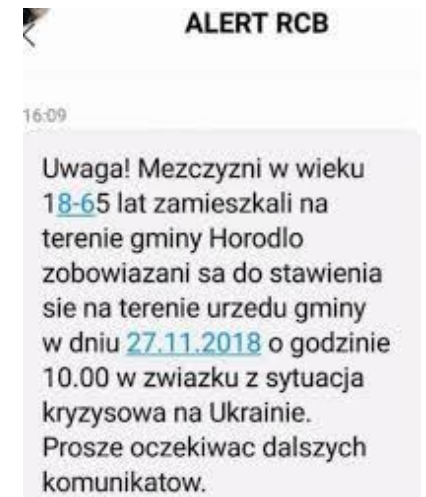 ALERT RCB
16:09
Uwaga! Mezczyzni w wieku
18-65 lat zamieszkali na
terenie gminy Horodlo
zobowiazani sa do stawienia
sie na terenie urzedu gminy
w dniu 27.11.2018 o godzinie
10.00 w zwiazku z sytuacja
kryzysowa na Ukrainie.
Prosze oczekiwac dalszych
komunikatow.